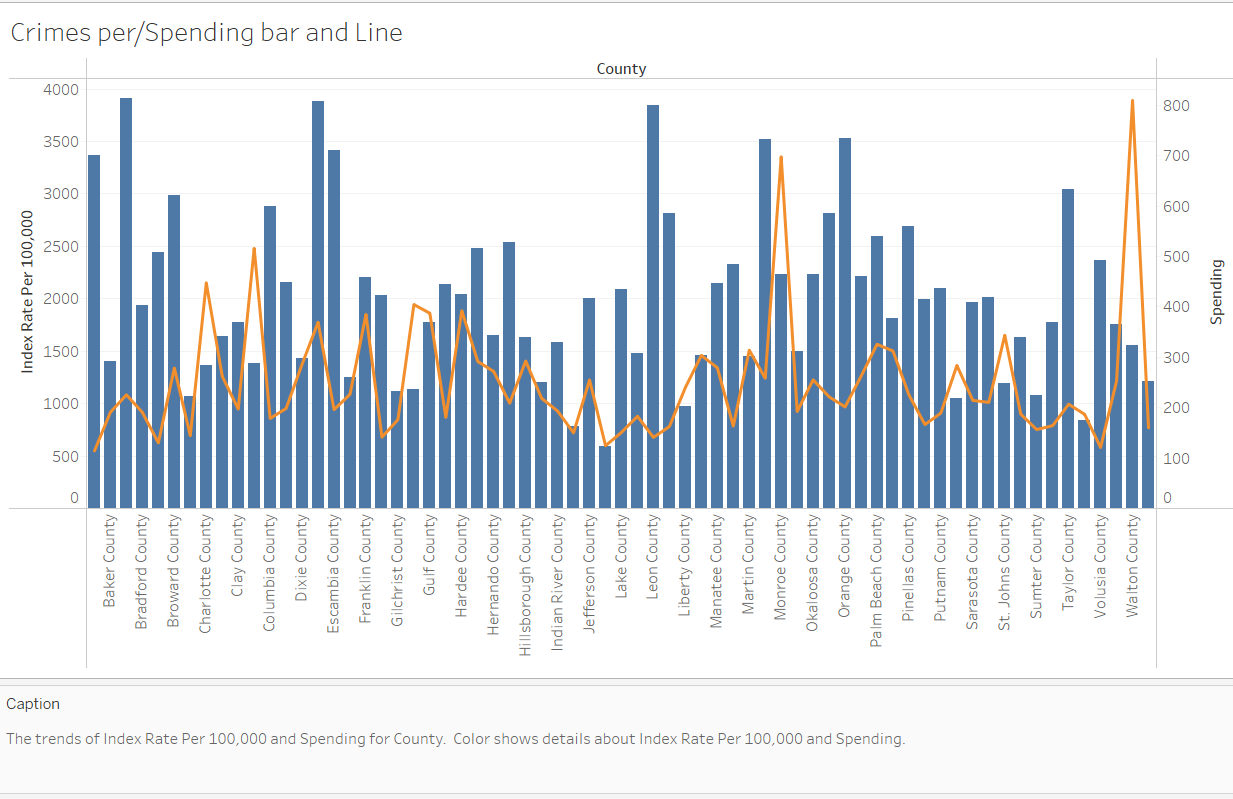 Crimes per/Spending bar and Line
County
Index Rate Per 100,000
4000
3500
3000
2500
2000
1500
1000
500
0
800
700
600
500
400
300
200
100
0
Spending
Baker County
Bradford County
Broward County
Charlotte County
Clay County
Columbia County
Dixie County
Escambia County
Franklin County
Gilchrist County
Gulf County
Hardee County
Hernando County
Hillsborough County
Indian River County
Jefferson County
Lake County
Leon County
Liberty County
Manatee County
Martin County
Monroe County
Okaloosa County
Orange County
Palm Beach County
Pinellas County
Putnam County
Sarasota County
St. Johns County
Sumter County
Taylor County
Volusia County
Walton County
Caption
The trends of Index Rate Per 100,000 and Spending for County.  Color shows details about Index Rate Per 100,000 and Spending.